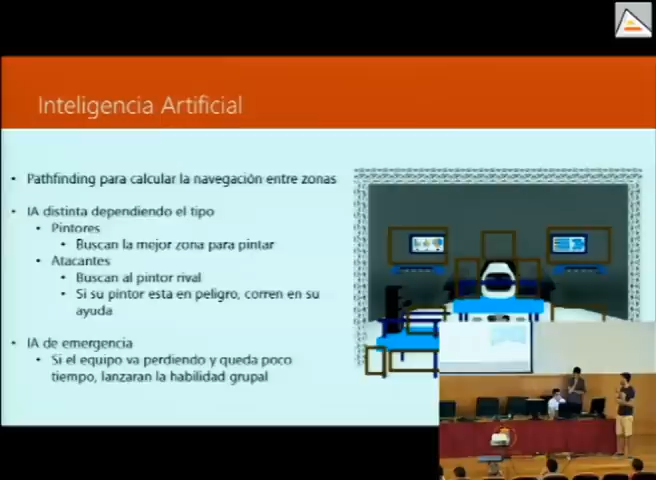 Inteligencia Artificial
• Pathfinding para calcular la navegación entre zonas
• IA distinta dependiendo el tipo
• Pintores
• Buscan la mejor zona para pintar
• Atacantes
• Buscan al pintor rival
• Si su pintor esta en peligro, corren en su
ayuda
• IA de emergencia
• Si el equipo va perdiendo y queda poco
tiempo, lanzaran la habilidad grupal